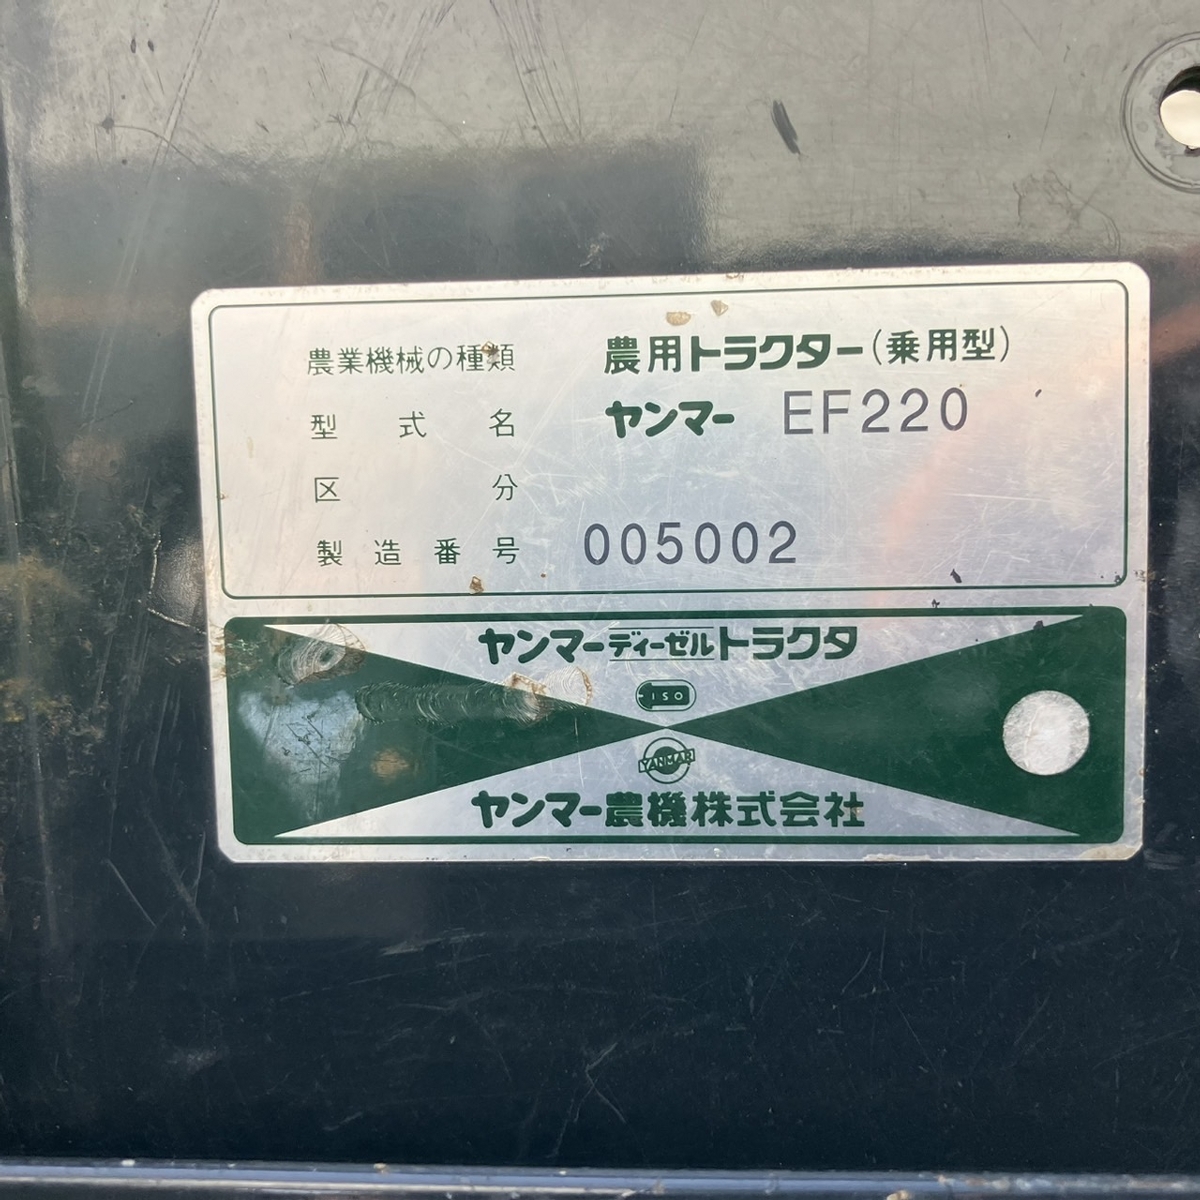 農業機械の種類 農用トラクター(乗用型)
型式名 ヤンマー EF220
区分
製造番号 005002
ヤンマーディーゼルトラクタ
ISO
YANMAR
ヤンマー農機株式会社